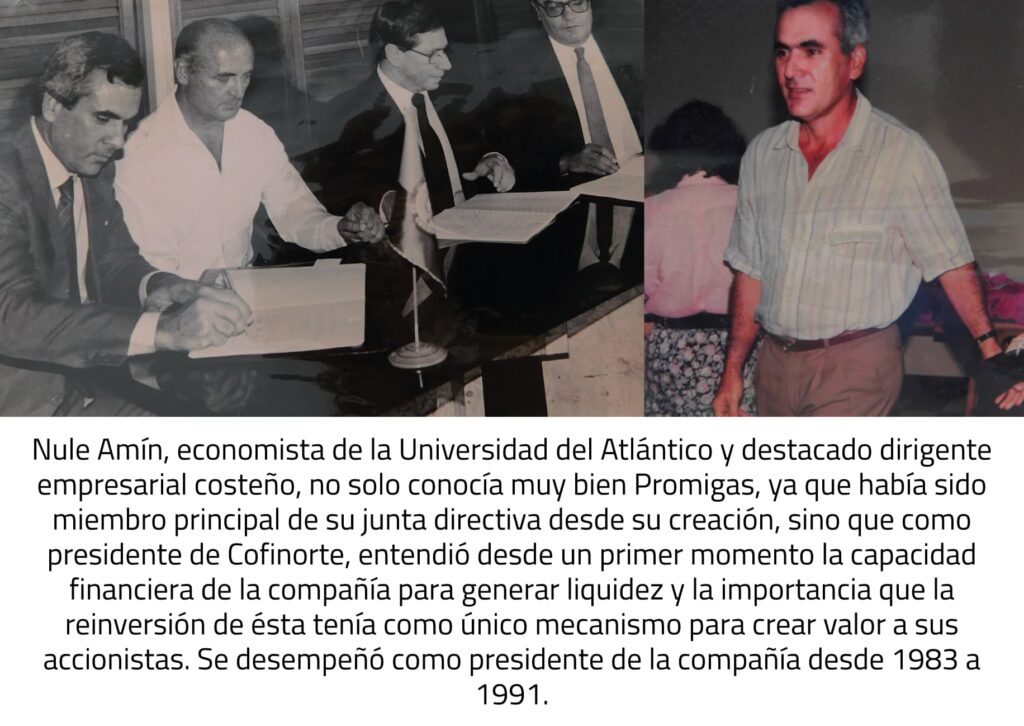 Nule Amín, economista de la Universidad del Atlántico y destacado dirigente
empresarial costeño, no solo conocía muy bien Promigas, ya que había sido
miembro principal de su junta directiva desde su creación, sino que como
presidente de Cofinorte, entendió desde un primer momento la capacidad
financiera de la compañía para generar liquidez y la importancia que la
reinversión de ésta tenía como único mecanismo para crear valor a sus
accionistas. Se desempeñó como presidente de la compañía desde 1983 a
1991.